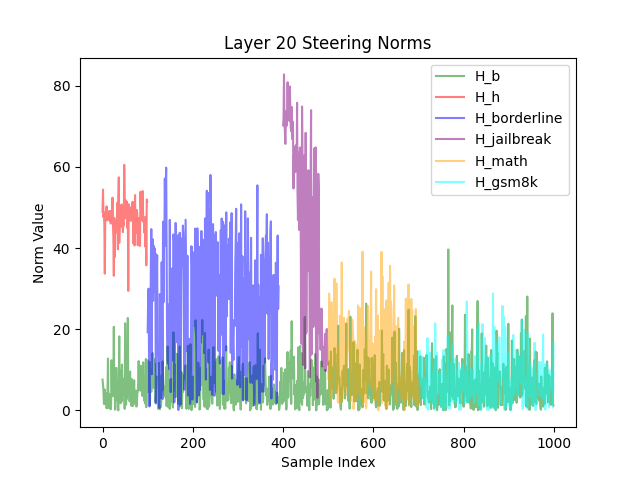 Layer 20 Steering Norms
H_b
H_h
H_borderline
H_jailbreak
H_math
H_gsm8k
80
60
40
20
0
Norm Value
0
200
400
600
800
1000
Sample Index